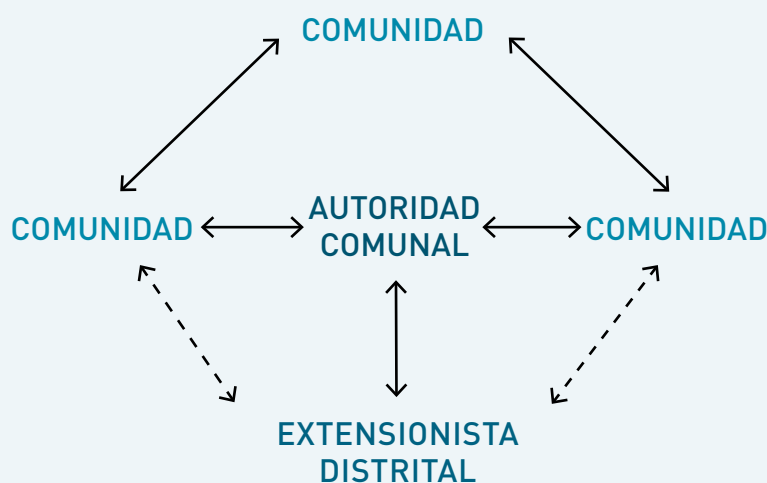 COMUNIDAD
COMUNIDAD
AUTORIDAD
COMUNAL
COMUNIDAD
EXTENSIONISTA
DISTRITAL